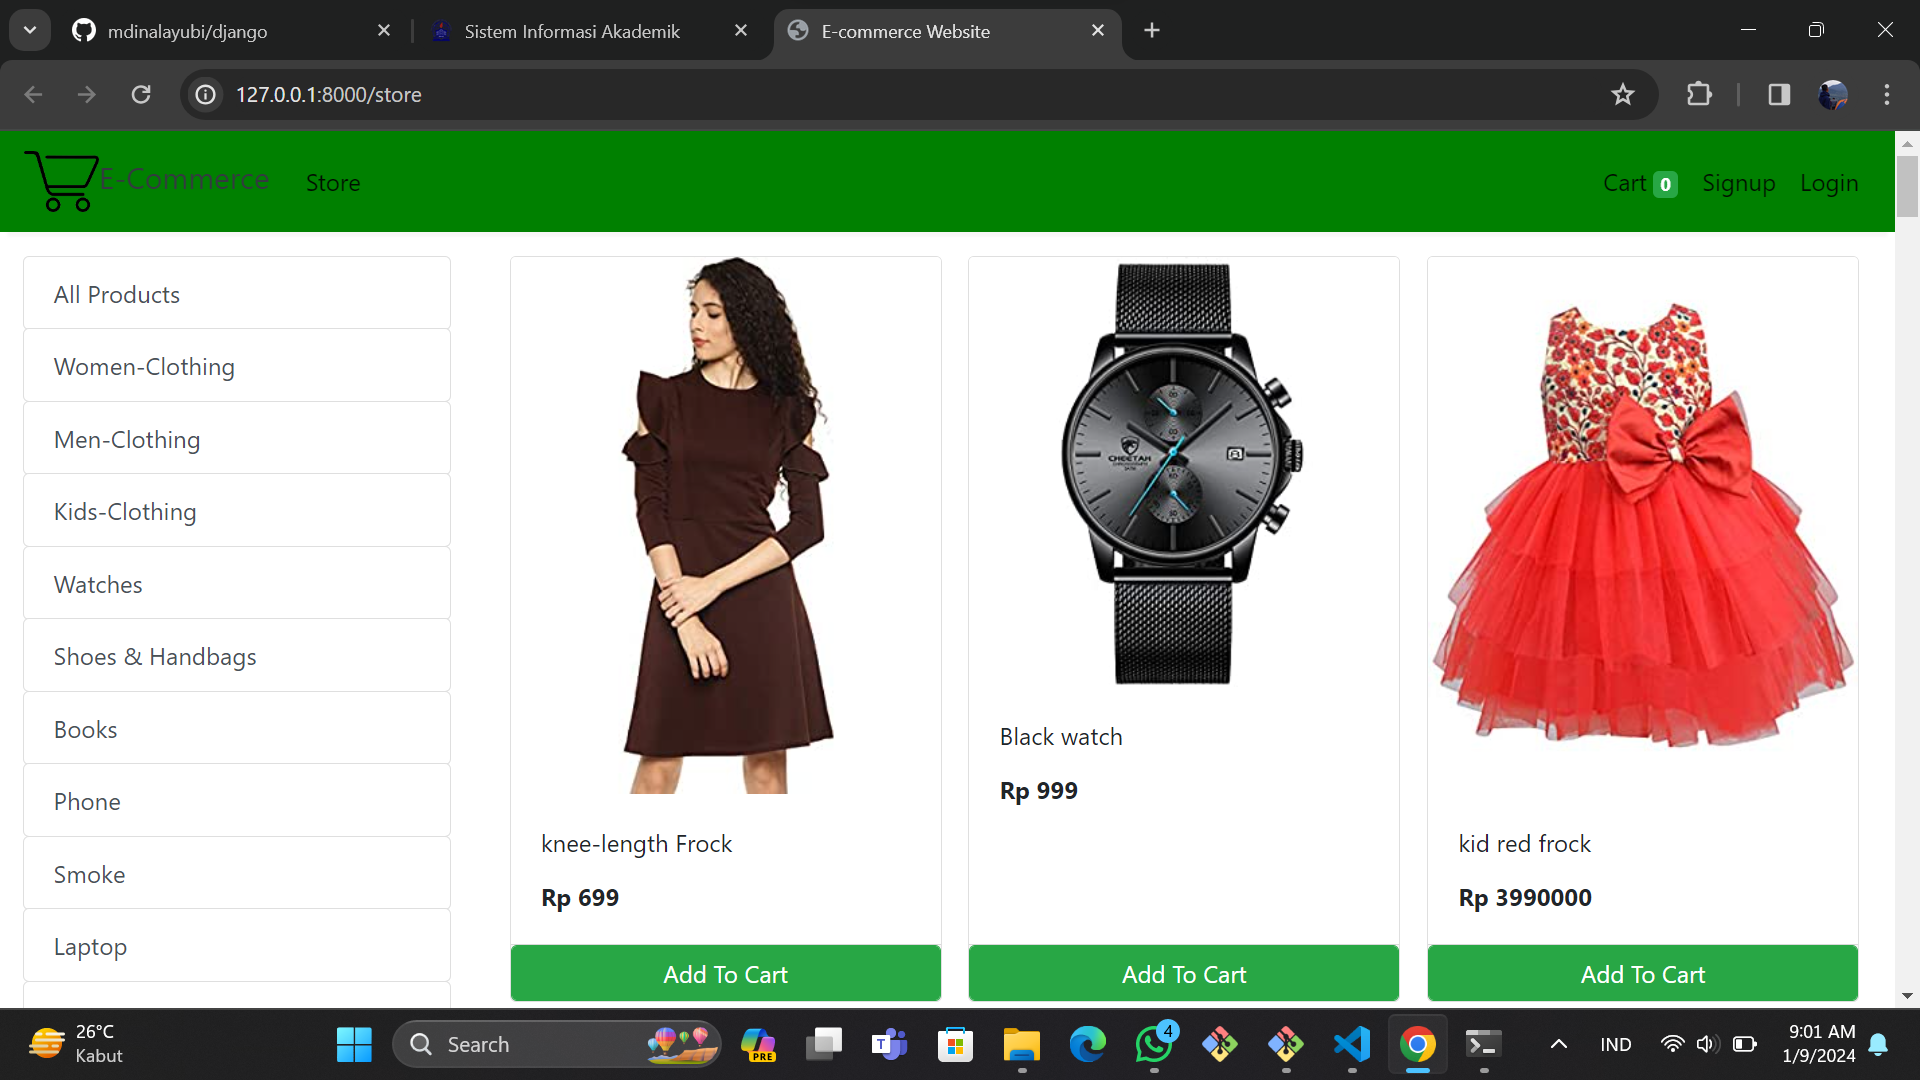 mdinalayubi/django
Sistem Informasi Akademik
E-commerce Website
127.0.0.1:8000/store
E-Commerce
Store
Cart 0
Signup
Login
All Products
Women-Clothing
Men-Clothing
Kids-Clothing
Watches
Shoes & Handbags
Books
Phone
Smoke
Laptop
knee-length Frock
Rp 699
Add To Cart
CHEETAH
Black watch
Rp 999
Add To Cart
kid red frock
Rp 3990000
Add To Cart
26°C
Kabut
Search
PRE
T
4
IND
9:01 AM
1/9/2024